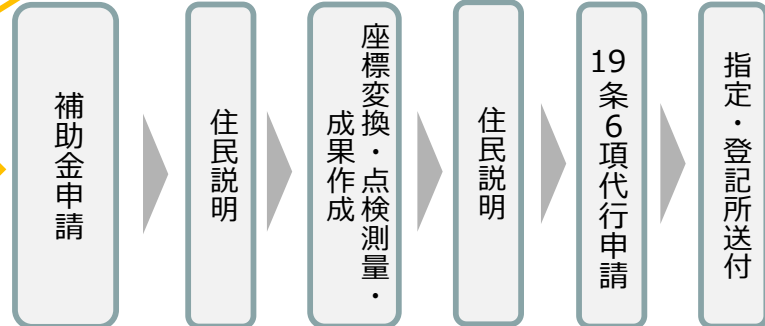 補助金申請
住民説明
座標変換・点検測量・
成果作成
住民説明
19条6項代行申請
指定・登記所送付